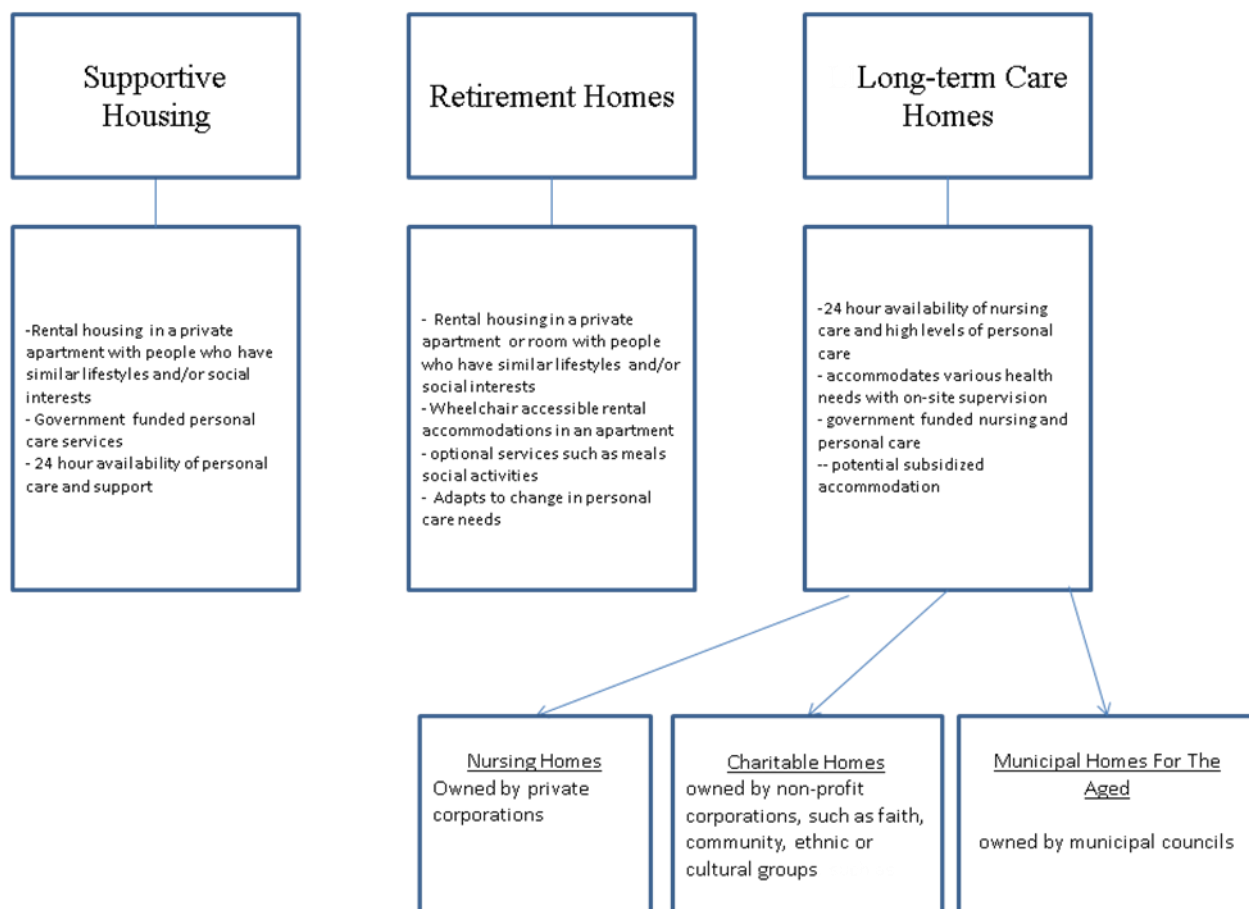 Supportive
Housing
Retirement Homes
Long-term Care
Homes
-Rental housing in a private
apartment with people who have
similar lifestyles and/or social
interests
- Government funded personal
care services
- 24 hour availability of personal
care and support
- Rental housing in a private
apartment or room with people
who have similar lifestyles and/or
social interests
- Wheelchair accessible rental
accommodations in an apartment
- optional services such as meals
social activities
- Adapts to change in personal
care needs
-24 hour availability of nursing
care and high levels of personal
care
- accommodates various health
needs with on-site supervision
- government funded nursing and
personal care
-- potential subsidized
accommodation
Nursing Homes
Owned by private
corporations
Charitable Homes
owned by non-profit
corporations, such as faith,
community, ethnic or
cultural groups
Municipal Homes For The
Aged
owned by municipal councils